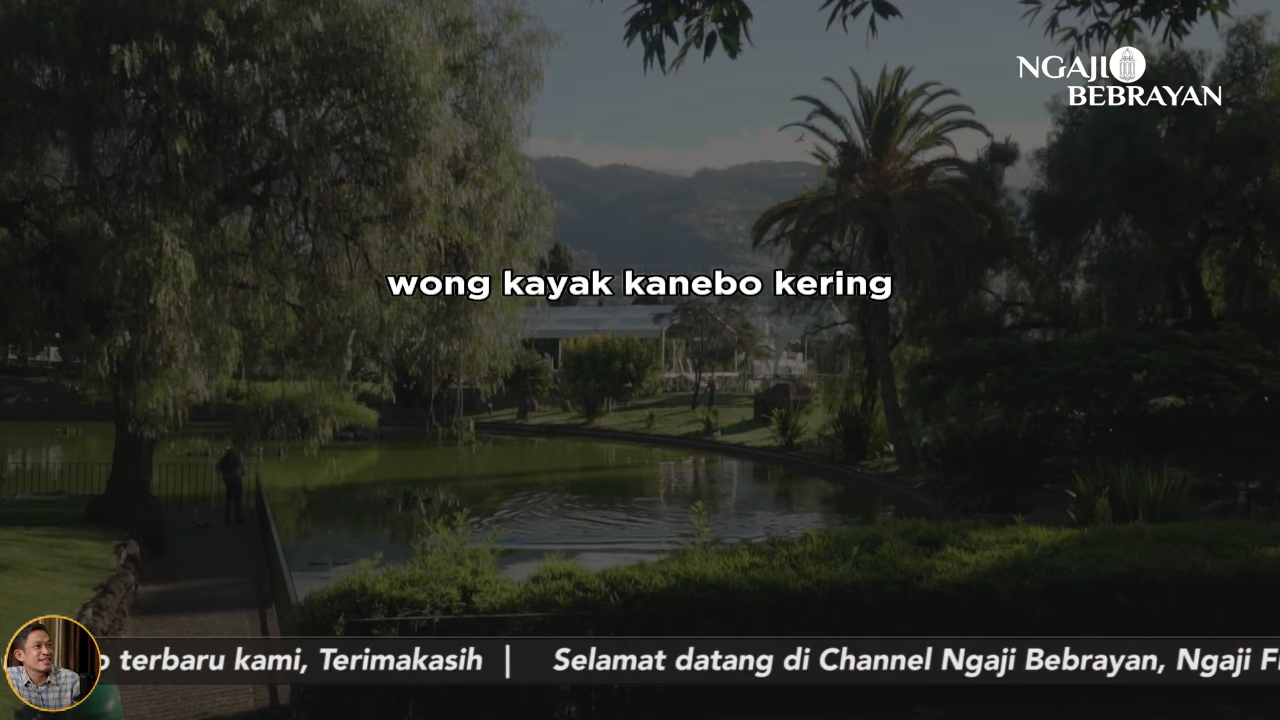 NGAJI
BEBRAYAN
wong kayak kanebo kering
terbaru kami, Terimakasih | Selamat datang di Channel Ngaji Bebrayan, Ngaji